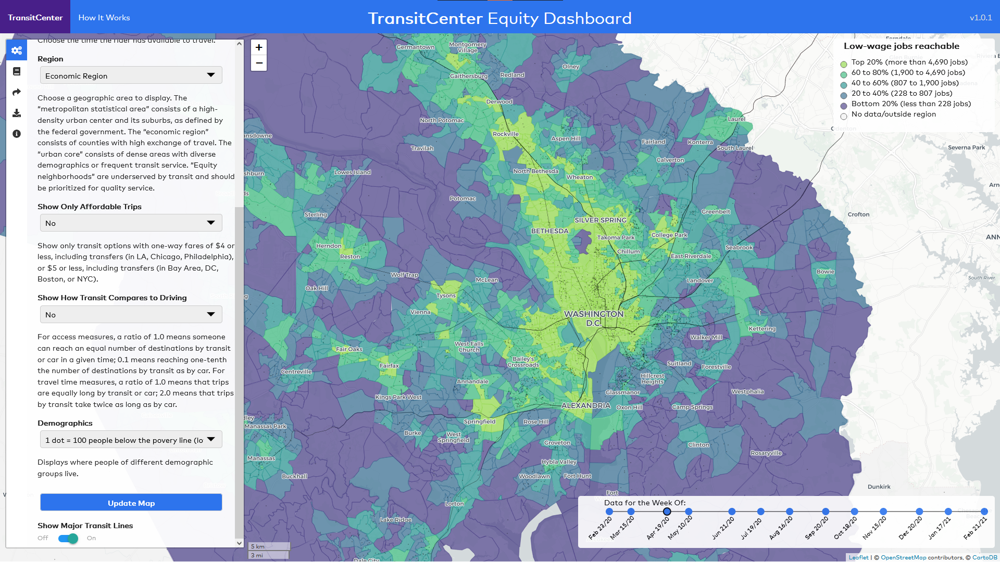 TransitCenter
How It Works
TransitCenter Equity Dashboard
v1.0.1
Choose the time the rider has available to travel.
Region
Economic Region
Choose a geographic area to display. The
“metropolitan statistical area” consists of a high-
density urban center and its suburbs, as defined by
the federal government. The “economic region”
consists of counties with high exchange of travel. The
“urban core” consists of dense areas with diverse
demographics or frequent transit service. “Equity
neighborhoods” are underserved by transit and should
be prioritized for quality service.
Show Only Affordable Trips
No
Show only transit options with one-way fares of $4 or
less, including transfers (in LA, Chicago, Philadelphia),
or $5 or less, including transfers (in Bay Area, DC,
Boston, or NYC).
Show How Transit Compares to Driving
No
For access measures, a ratio of 1.0 means someone
can reach an equal number of destinations by transit
or car in a given time; 0.1 means reaching one-tenth
the number of destinations by transit as by car. For
travel time measures, a ratio of 1.0 means that trips
are equally long by transit or car; 2.0 means that trips
by transit take twice as long as by car.
Demographics
1 dot = 100 people below the povery line (lo
Displays where people of different demographic
groups live.
Update Map
Show Major Transit Lines
Off
On
+
−
Low-wage jobs reachable
Top 20% (more than 4,690 jobs)
60 to 80% (1,900 to 4,690 jobs)
40 to 60% (807 to 1,900 jobs)
20 to 40% (228 to 807 jobs)
Bottom 20% (less than 228 jobs)
No data/outside region
Germantown
Montgomery
Village
Gaithersburg
Redland
Olney
Derwood
North Potomac
Rockville
Aspen Hill
Travilah
Fairland
Konterra
Laurel
South Laurel
Calverton
Lowes Island
North Bethesda
Wheaton
Potomac
Sterling
Greenbelt
SILVER SPRING
BETHESDA
Takoma Park
College Park
Herndon
Reston
Chillum
East Riverdale
Seabrook
Wolf Trap
McLean
Oak Hill
Tysons
Landover
Bowie
Vienna
WASHINGTON
D.C.
Kettering
Walker Mill
Fair Oaks
West Falls
Church
Bailey's
Crossroads
Fairfax
Centreville
Suitland
Forestville
Annandale
Hillcrest
Heights
Kings Park West
Glassmanor
Westphalia
ALEXANDRIA
Oxon Hill
Camp Springs
Manassas Park
Springfield
Rose Hill
Burke
West
Springfield
Groveton
Clinton
Manassas
Hybla Valley
Rosaryville
Buckhall
Woodlawn
Fort Hunt
Fort
Lorton
Lake Ridge
Dale City
Severna Park
Crofton
South River
Dunkirk
Data for the Week Of:
Feb 23/20
Mar 15/20
Apr 19/20
May 10/20
Jun 21/20
Jul 19/20
Aug 16/20
Sep 20/20
Oct 18/20
Nov 15/20
Dec 20/20
Jan 17/21
Feb 21/21
5 km
3 mi
Leaflet | © OpenStreetMap contributors, © CartoDB